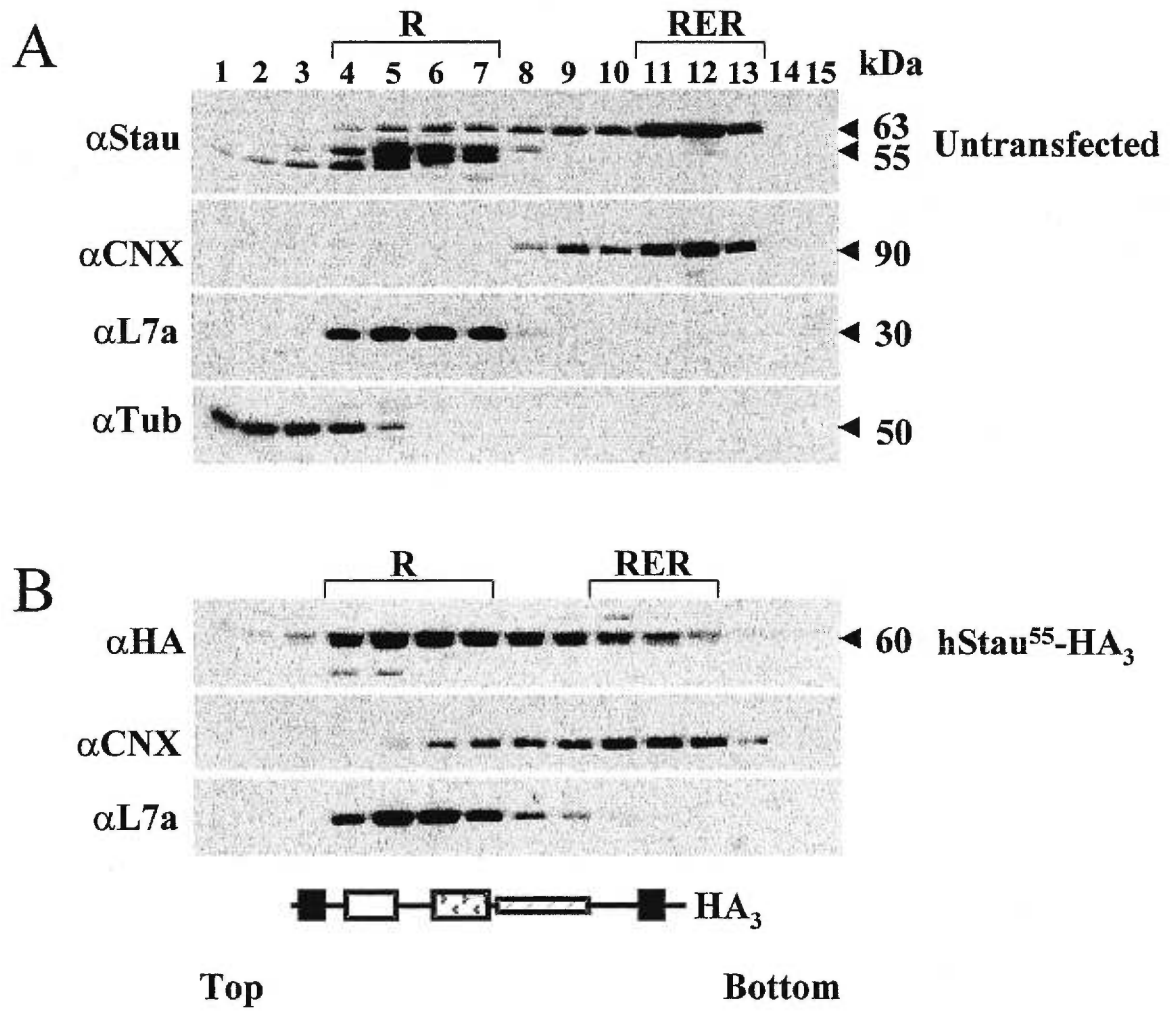 A
R RER
1 2 3 4 5 6 7 8 9 10 11 12 13 14 15 kDa
αStau 63 Untransfected
55
αCNX 90
αL7a 30
αTub 50
B
R RER
αHA 60 hStau⁵⁵-HA₃
αCNX
αL7a
HA₃
Top Bottom